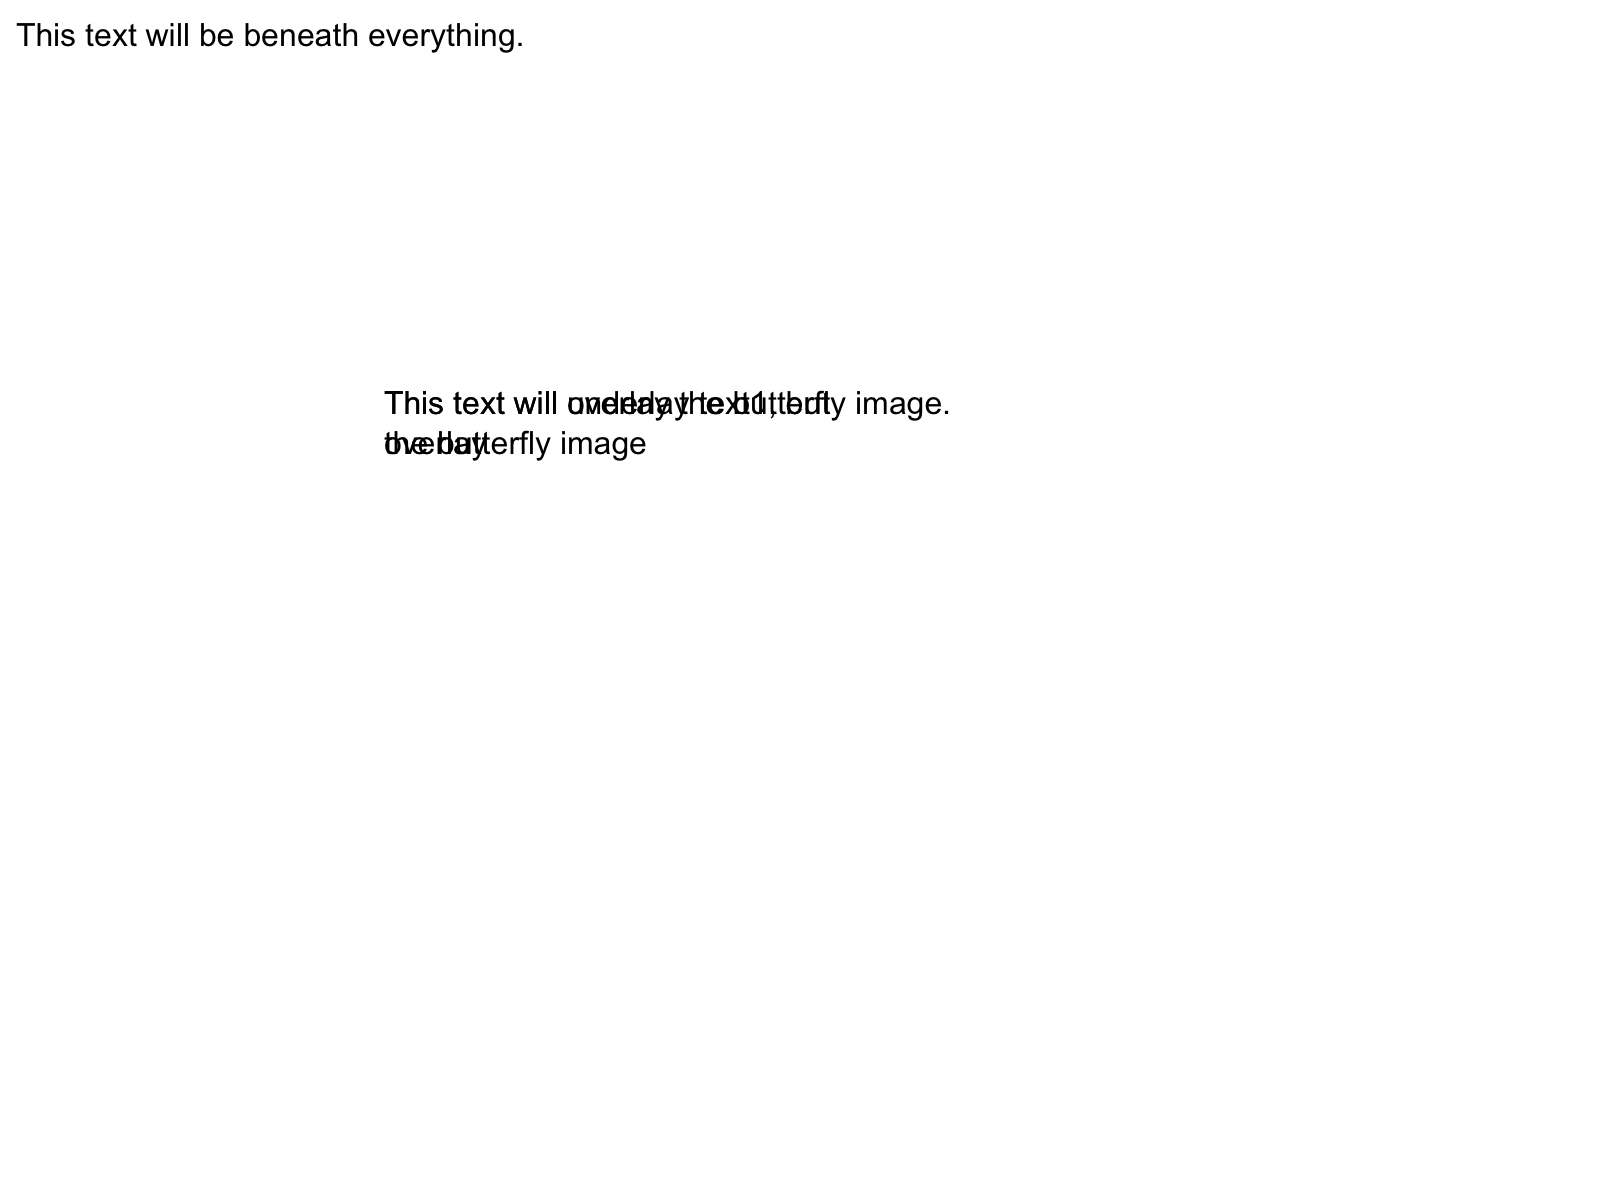 This text will be beneath everything.
This text will overlay the butterfly image.
This text will underlay text1, but
overlay
the butterfly image